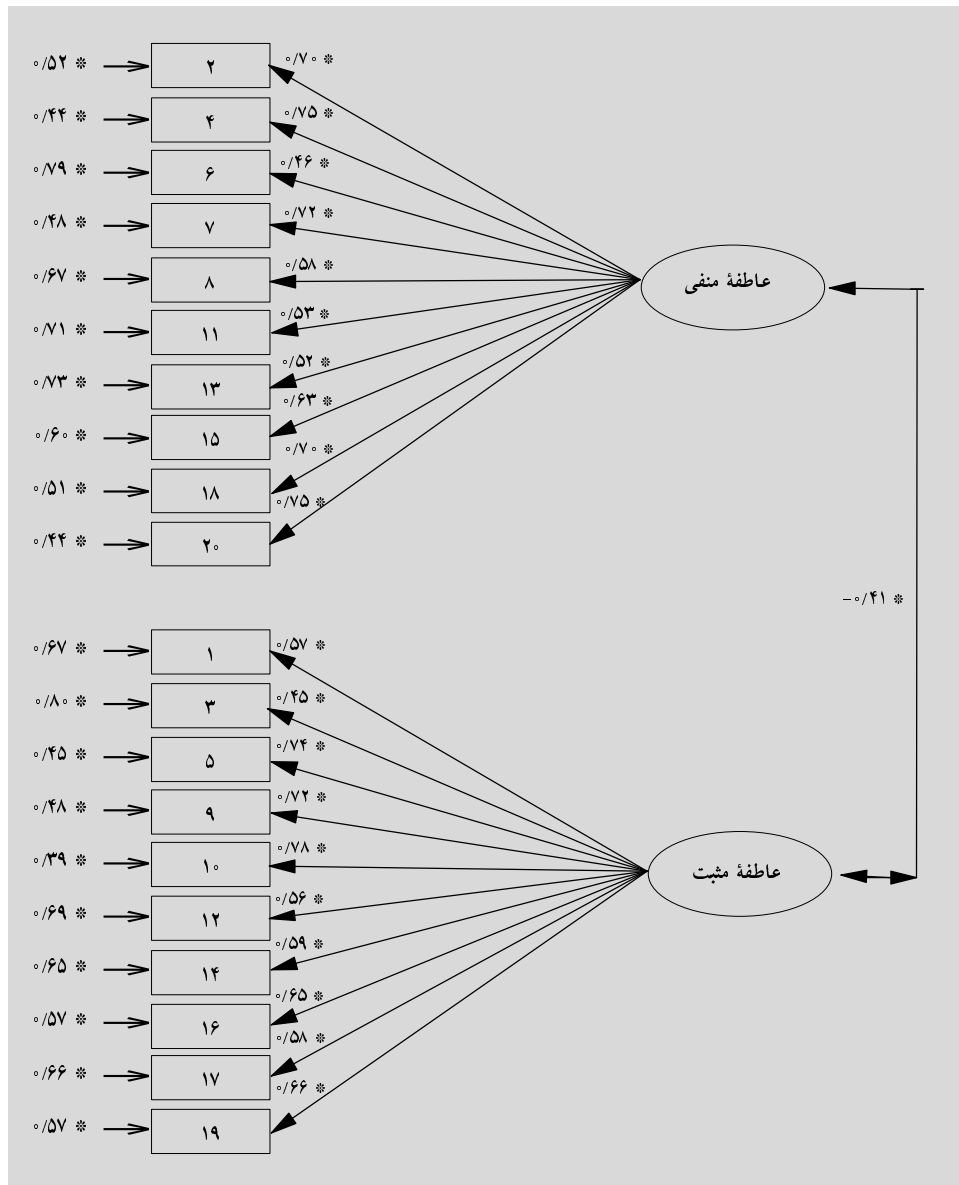 ۰/۵۲ * ۲ ۰/۷۰ *
۰/۴۴ * ۴ ۰/۷۵ *
۰/۷۹ * ۶ ۰/۴۶ *
۰/۴۸ * ۷ ۰/۷۲ *
۰/۶۷ * ۸ ۰/۵۸ *
۰/۷۱ * ۱۱ ۰/۵۳ *
۰/۷۳ * ۱۳ ۰/۵۲ *
۰/۶۰ * ۱۵ ۰/۶۳ *
۰/۵۱ * ۱۸ ۰/۷۰ *
۰/۴۴ * ۲۰ ۰/۷۵ *
عاطفۀ منفی
−۰/۴۱ *
۰/۶۷ * ۱ ۰/۵۷ *
۰/۸۰ * ۳ ۰/۴۵ *
۰/۴۵ * ۵ ۰/۷۴ *
۰/۴۸ * ۹ ۰/۷۲ *
۰/۳۹ * ۱۰ ۰/۷۸ *
۰/۶۹ * ۱۲ ۰/۵۶ *
۰/۶۵ * ۱۴ ۰/۵۹ *
۰/۵۷ * ۱۶ ۰/۶۵ *
۰/۶۶ * ۱۷ ۰/۵۸ *
۰/۵۷ * ۱۹ ۰/۶۶ *
عاطفۀ مثبت